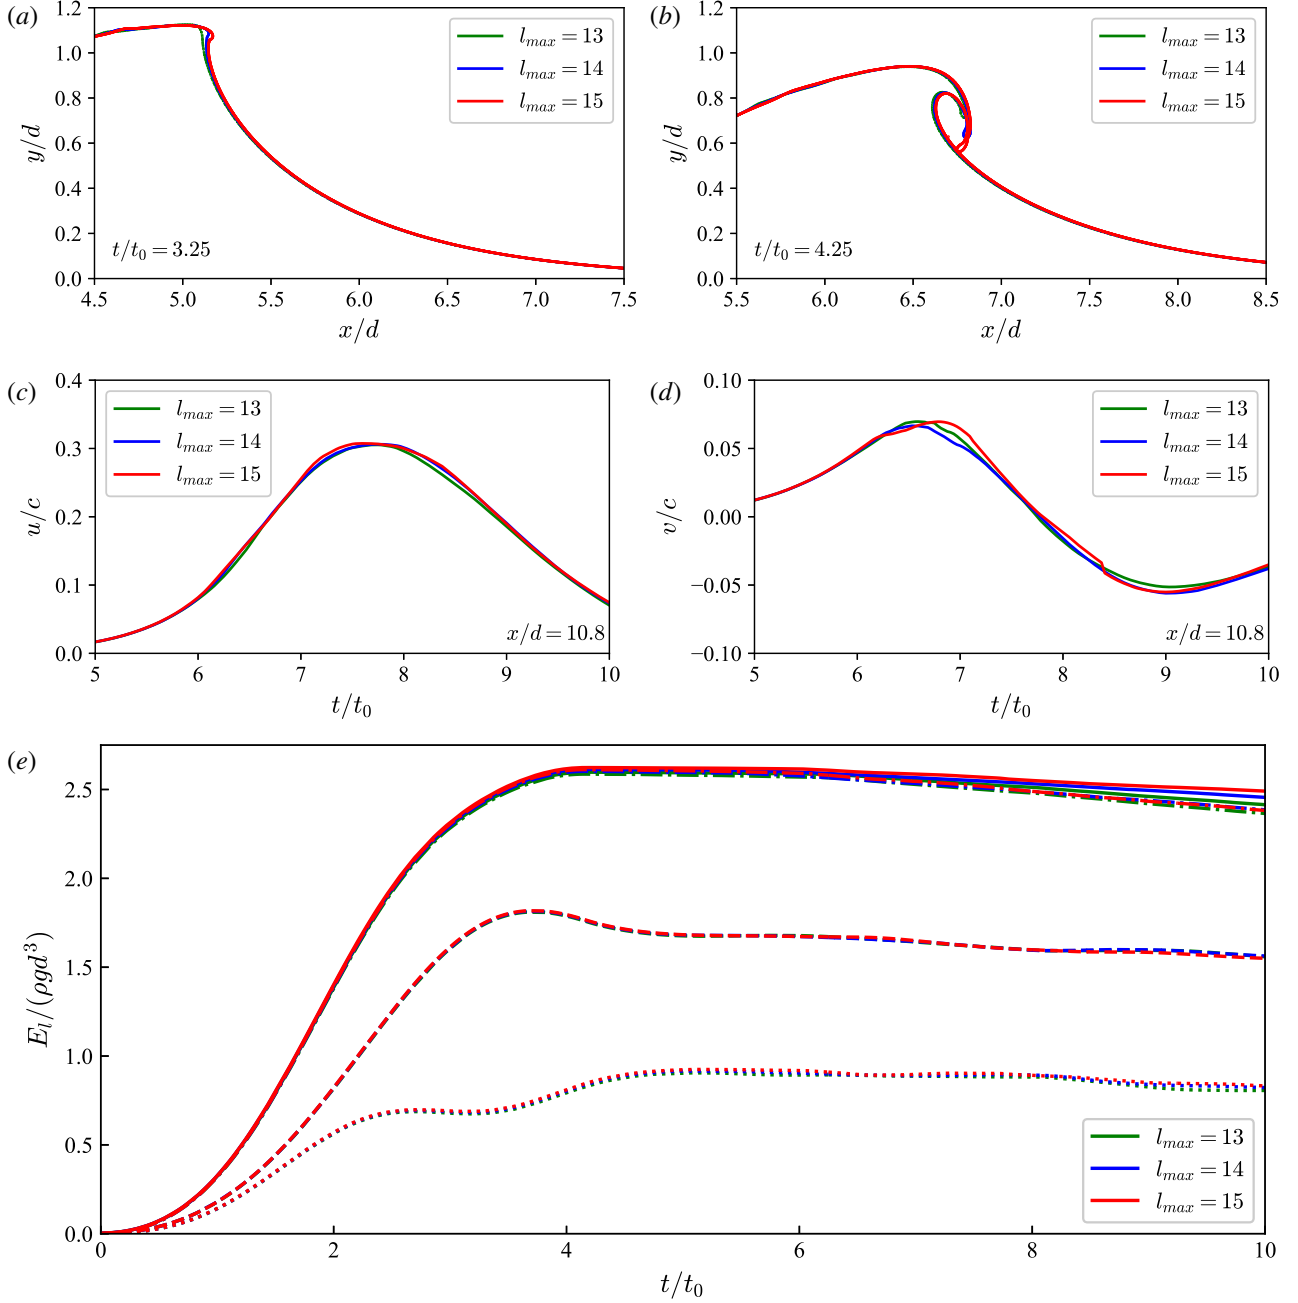 (a)
1.2
1.0
0.8
0.6
0.4
0.2
0.0
y/d
l_max = 13
l_max = 14
l_max = 15
t/t_0 = 3.25
4.5 5.0 5.5 6.0 6.5 7.0 7.5
x/d
(b)
1.2
1.0
0.8
0.6
0.4
0.2
0.0
y/d
l_max = 13
l_max = 14
l_max = 15
t/t_0 = 4.25
5.5 6.0 6.5 7.0 7.5 8.0 8.5
x/d
(c)
0.4
0.3
0.2
0.1
0.0
u/c
l_max = 13
l_max = 14
l_max = 15
x/d = 10.8
5 6 7 8 9 10
t/t_0
(d)
0.10
0.05
0.00
−0.05
−0.10
v/c
l_max = 13
l_max = 14
l_max = 15
x/d = 10.8
5 6 7 8 9 10
t/t_0
(e)
2.5
2.0
1.5
1.0
0.5
0.0
E_l/(ρgd^3)
l_max = 13
l_max = 14
l_max = 15
0 2 4 6 8 10
t/t_0